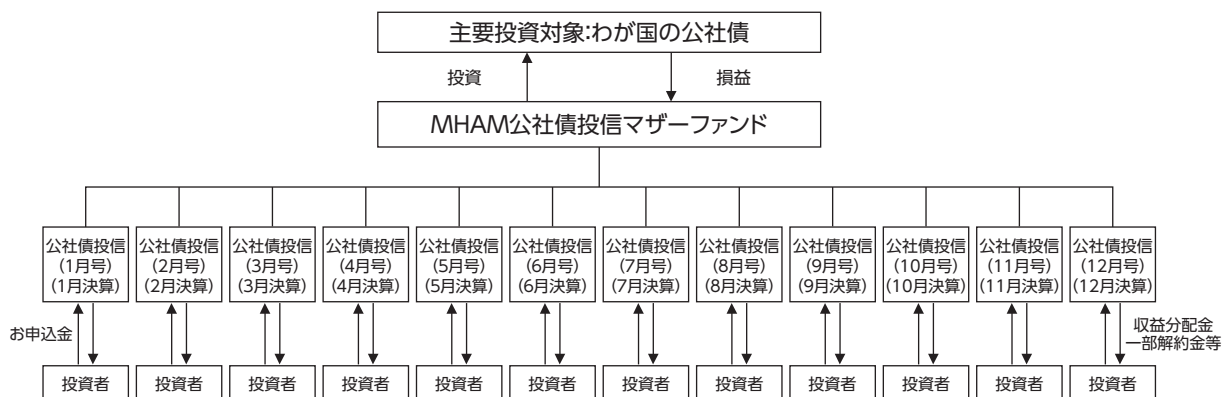 主要投資対象:わが国の公社債
投資
損益
MHAM公社債投信マザーファンド
公社債投信
(1月号)
(1月決算)
公社債投信
(2月号)
(2月決算)
公社債投信
(3月号)
(3月決算)
公社債投信
(4月号)
(4月決算)
公社債投信
(5月号)
(5月決算)
公社債投信
(6月号)
(6月決算)
公社債投信
(7月号)
(7月決算)
公社債投信
(8月号)
(8月決算)
公社債投信
(9月号)
(9月決算)
公社債投信
(10月号)
(10月決算)
公社債投信
(11月号)
(11月決算)
公社債投信
(12月号)
(12月決算)
お申込金
収益分配金
一部解約金等
投資者
投資者
投資者
投資者
投資者
投資者
投資者
投資者
投資者
投資者
投資者
投資者